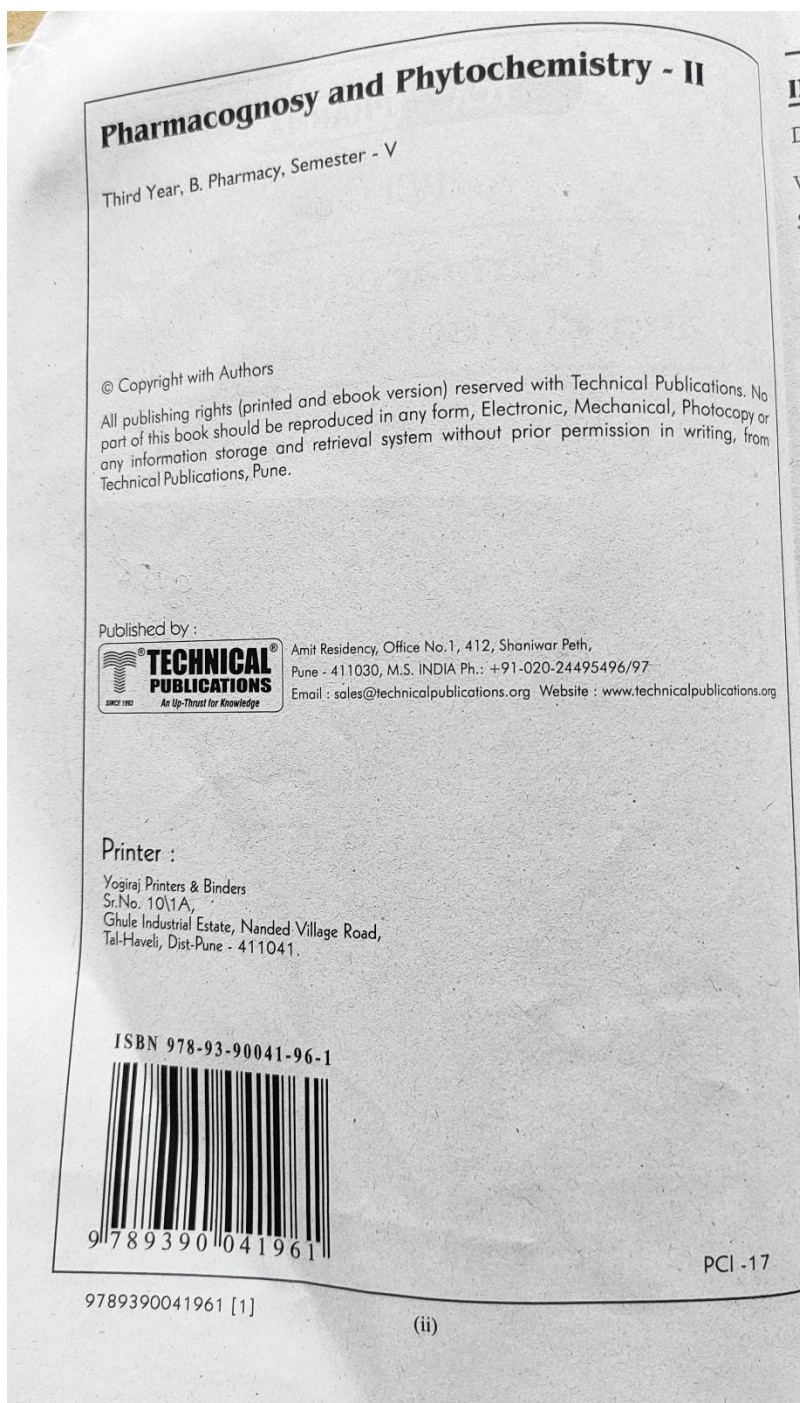 Pharmacognosy and Phytochemistry - II
Third Year, B. Pharmacy, Semester - V
© Copyright with Authors
All publishing rights (printed and ebook version) reserved with Technical Publications. No
part of this book should be reproduced in any form, Electronic, Mechanical, Photocopy or
any information storage and retrieval system without prior permission in writing, from
Technical Publications, Pune.
Published by :
® TECHNICAL ®
PUBLICATIONS
SINCE 1993 An Up-Thrust for Knowledge
Amit Residency, Office No.1, 412, Shaniwar Peth,
Pune - 411030, M.S. INDIA Ph.: +91-020-24495496/97
Email : sales@technicalpublications.org Website : www.technicalpublications.org
Printer :
Yogiraj Printers & Binders
Sr.No. 10\1A,
Ghule Industrial Estate, Nanded Village Road,
Tal-Haveli, Dist-Pune - 411041.
ISBN 978-93-90041-96-1
9 789390 041961
PCI -17
9789390041961 [1]
(ii)